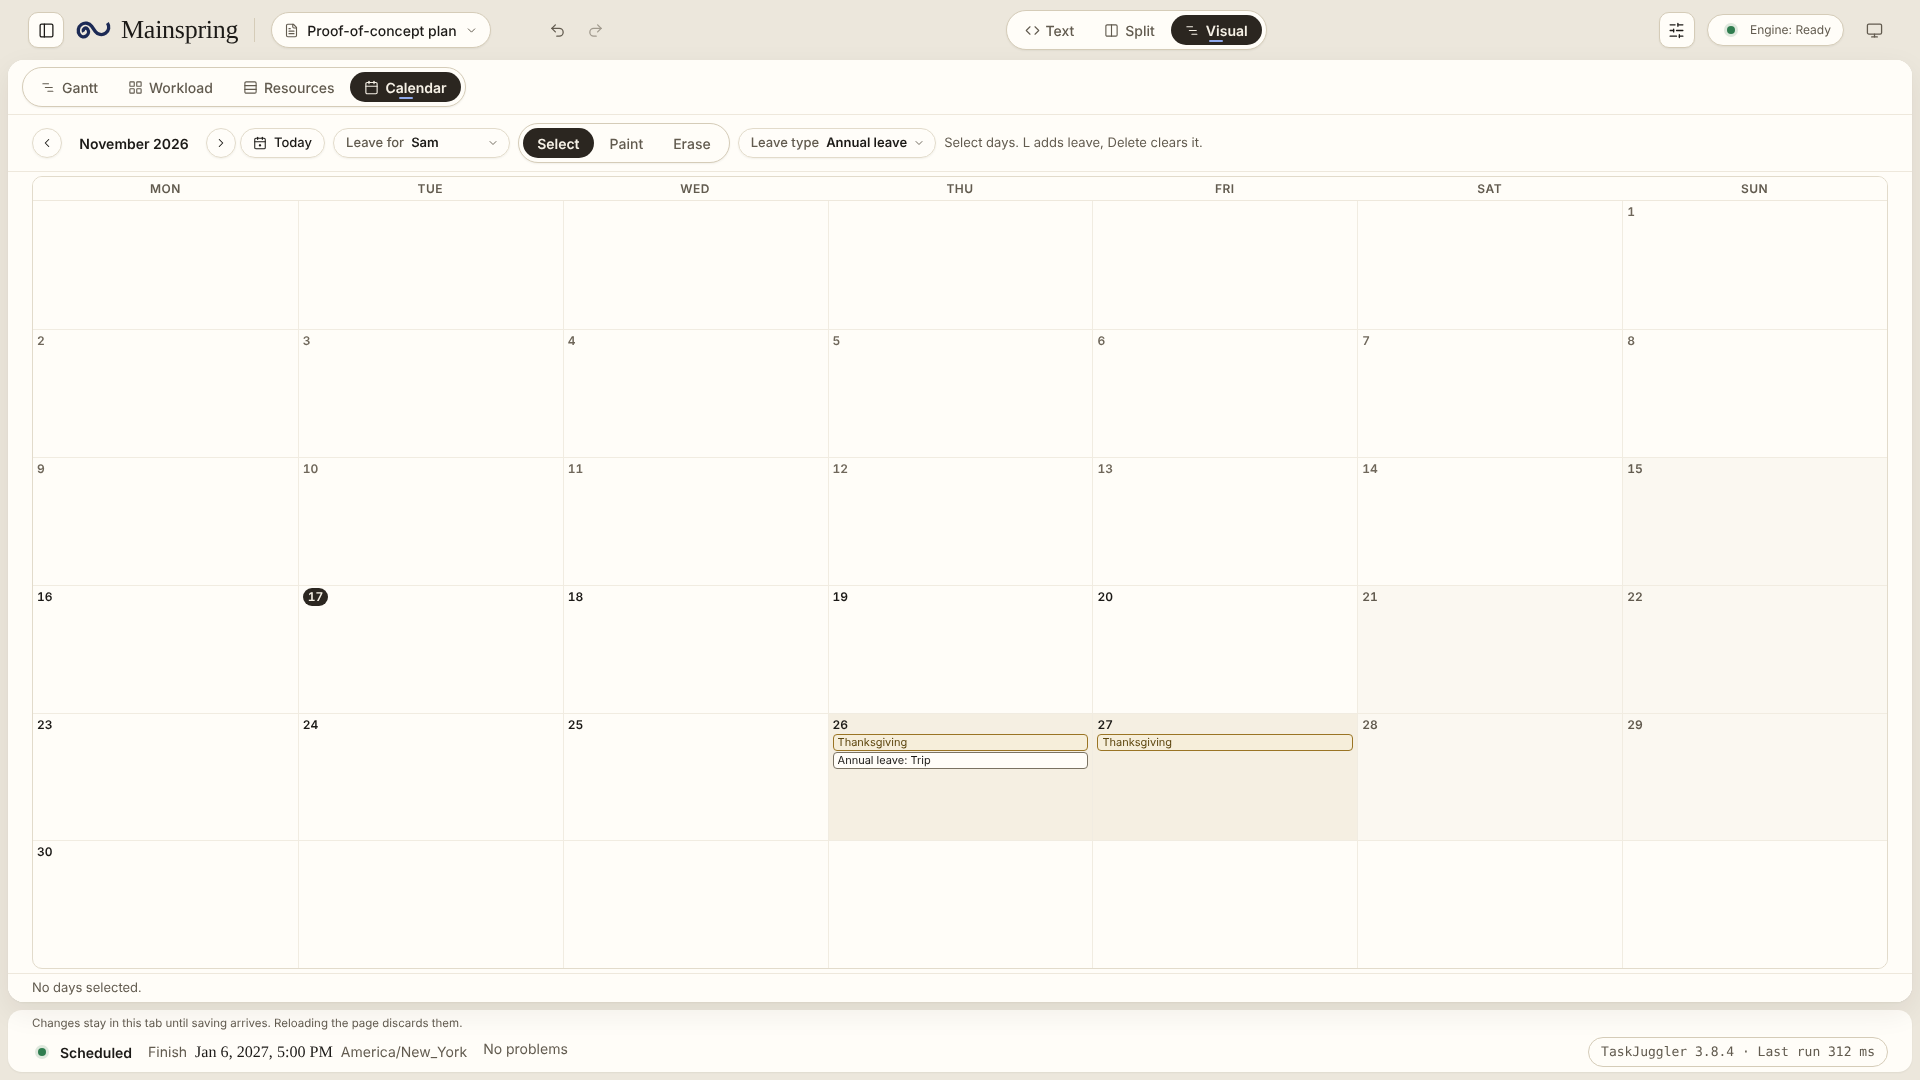 Mainspring
Proof-of-concept plan
Text
Split
Visual
Engine: Ready
Gantt
Workload
Resources
Calendar
November 2026
Today
Leave for Sam
Select
Paint
Erase
Leave type Annual leave
Select days. L adds leave, Delete clears it.
MON TUE WED THU FRI SAT SUN
1
2 3 4 5 6 7 8
9 10 11 12 13 14 15
16 17 18 19 20 21 22
23 24 25 26 27 28 29
Thanksgiving Thanksgiving
Annual leave: Trip
30
No days selected.
Changes stay in this tab until saving arrives. Reloading the page discards them.
Scheduled Finish Jan 6, 2027, 5:00 PM America/New_York No problems
TaskJuggler 3.8.4 · Last run 312 ms